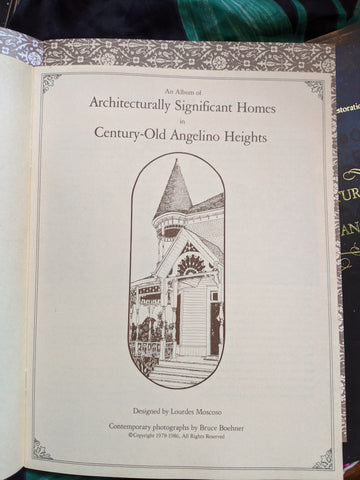 An Album of
Architecturally Significant Homes
in
Century-Old Angelino Heights
Designed by Lourdes Moscoso
Contemporary photographs by Bruce Boehner
©Copyright 1978-1986, All Rights Reserved